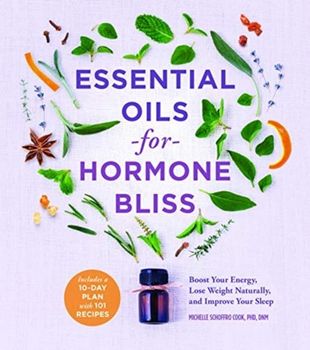 ESSENTIAL
OILS
-for-
HORMONE
BLISS
Includes a
10-DAY
PLAN
with 101
RECIPES
Boost Your Energy,
Lose Weight Naturally,
and Improve Your Sleep
MICHELLE SCHOFFRO COOK, PHD, DNM